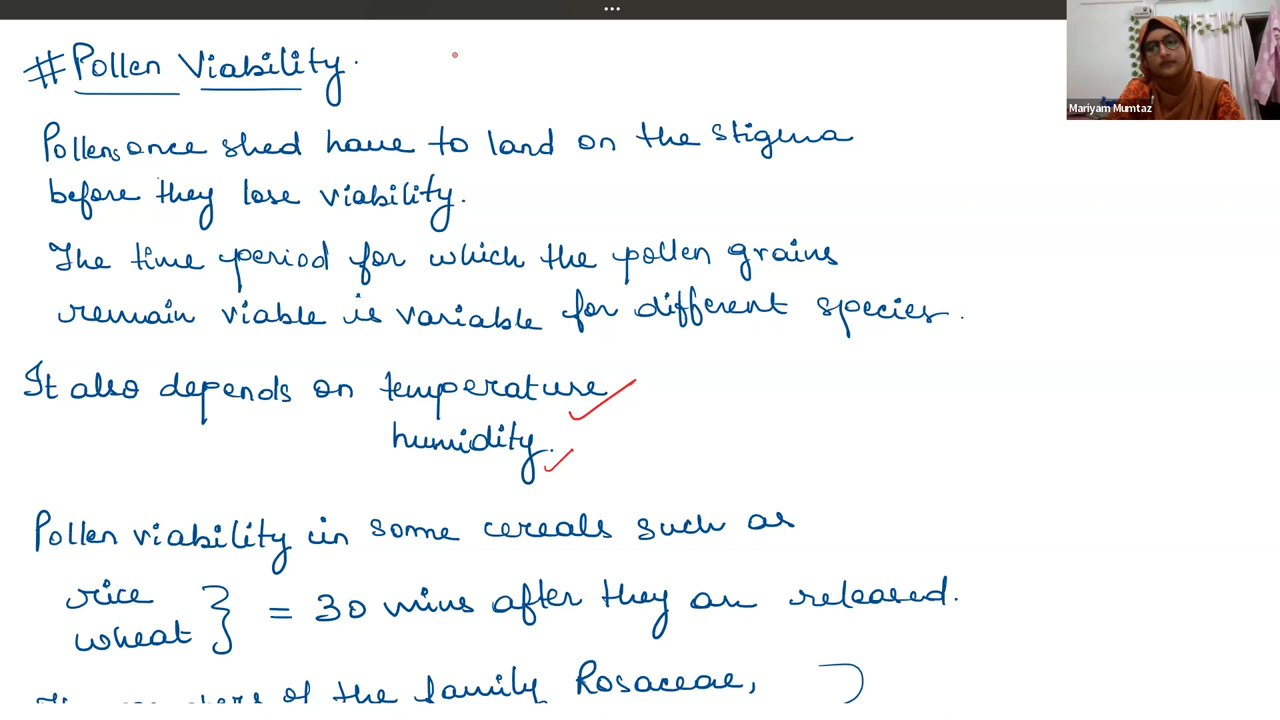 # Pollen Viability.
Mariyam Mumtaz
Pollens once shed have to land on the stigma
before they lose viability.
The time period for which the pollen grains
remain viable is variable for different species.
It also depends on temperature
humidity.
Pollen viability in some cereals such as
rice
wheat } = 30 mins after they are released.
of the family Rosaceae, }